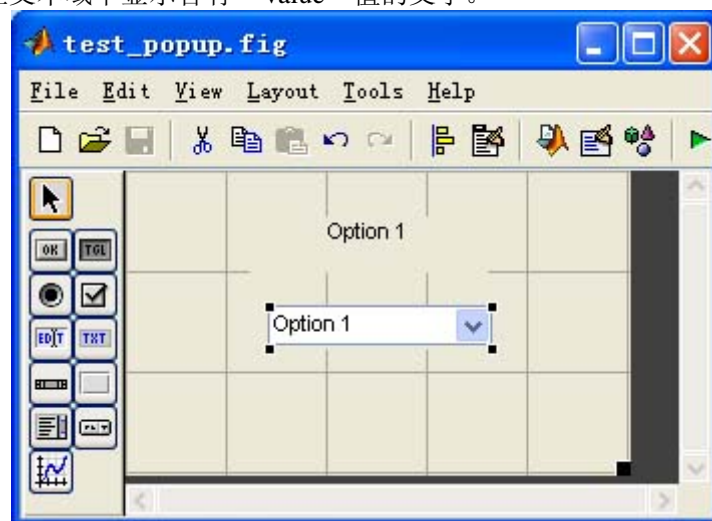 test_popup.fig
File Edit View Layout Tools Help
OK TGL
EDIT TXT
Option 1
Option 1